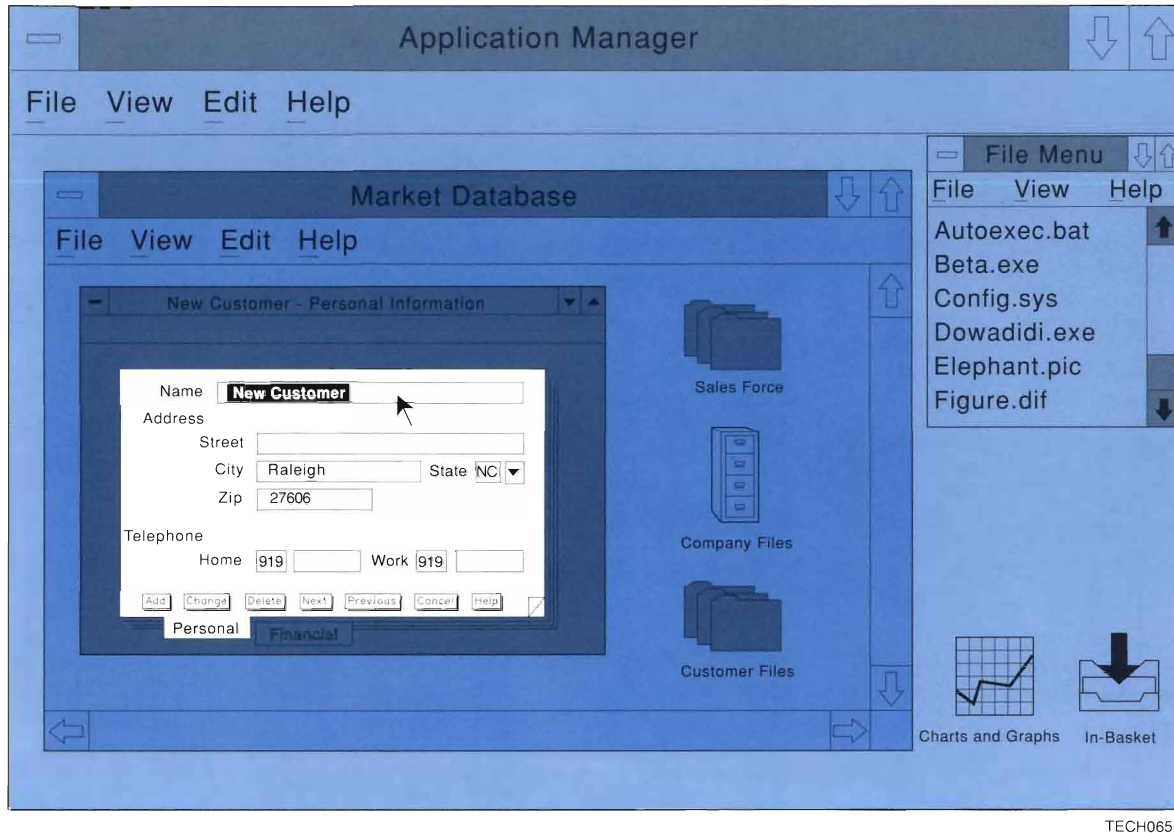 Application Manager
File View Edit Help
Market Database
File View Edit Help
New Customer - Personal Information
Name New Customer
Address
Street
City Raleigh State NC
Zip 27606
Telephone
Home 919 Work 919
Add Change Delete Next Previous Cancel Help
Personal Financial
Sales Force
Company Files
Customer Files
File Menu
File View Help
Autoexec.bat
Beta.exe
Config.sys
Dowadidi.exe
Elephant.pic
Figure.dif
Charts and Graphs
In-Basket
TECH065